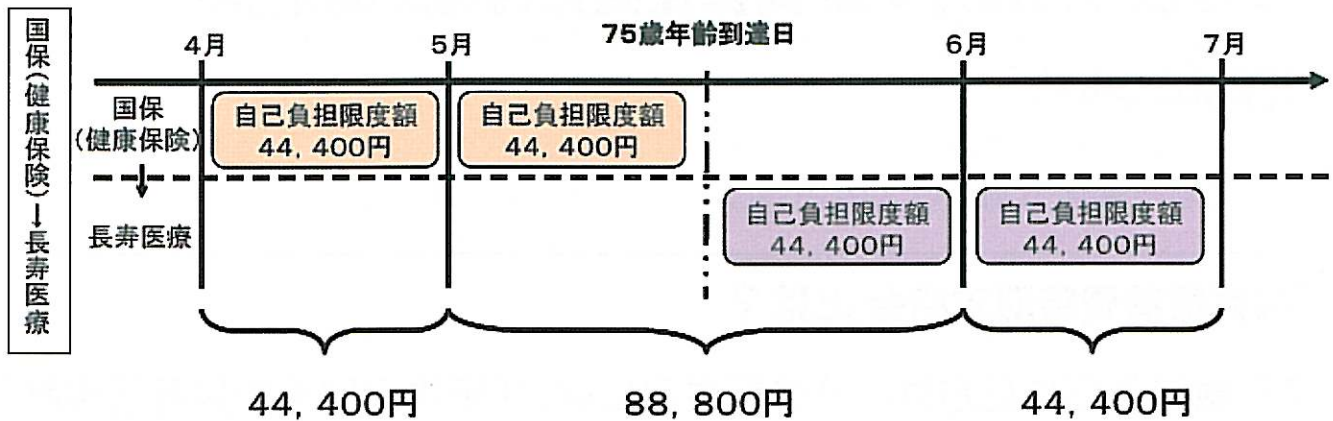 国保(健康保険)→長寿医療
4月
5月
75歳年齢到達日
6月
7月
国保
(健康保険)
↓
長寿医療
自己負担限度額
44,400円
自己負担限度額
44,400円
自己負担限度額
44,400円
自己負担限度額
44,400円
44,400円
88,800円
44,400円